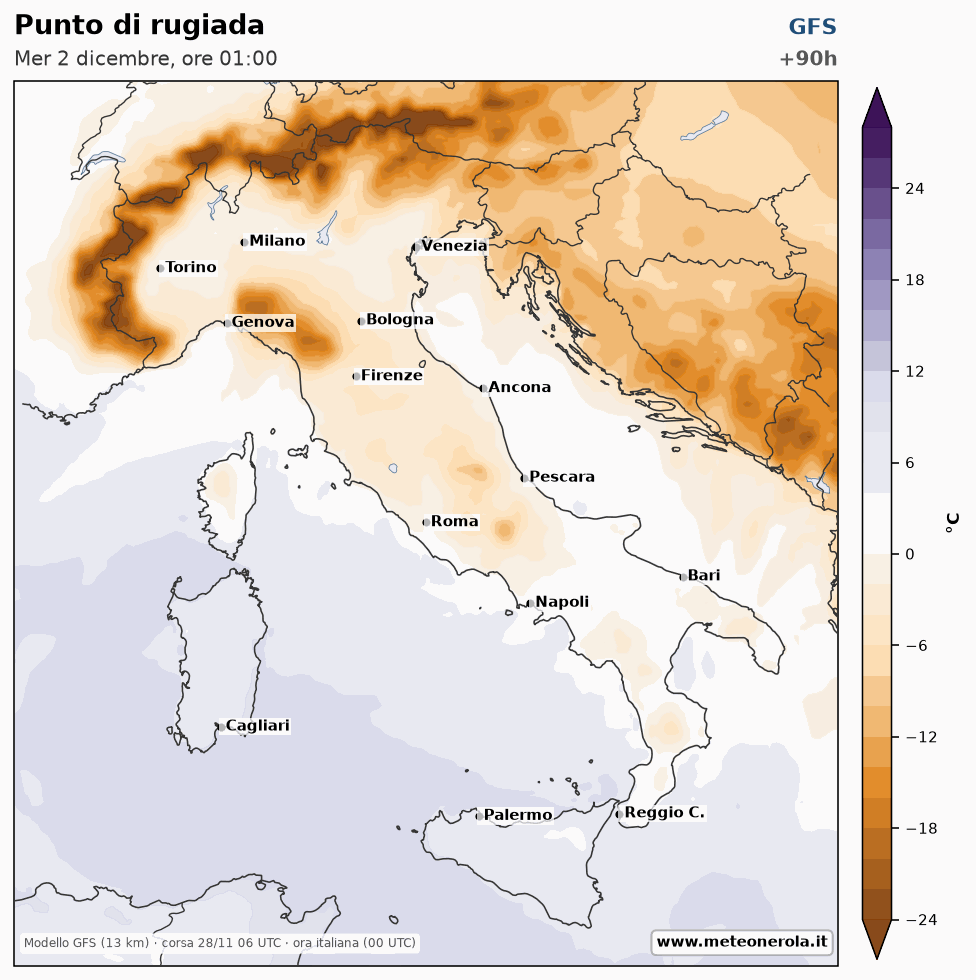 Punto di rugiada
GFS
Mer 2 dicembre, ore 01:00
+90h
Milano
Venezia
Torino
Genova
Bologna
Firenze
Ancona
Pescara
Roma
Bari
Napoli
Cagliari
Palermo
Reggio C.
24
18
12
6
0
−6
−12
−18
−24
°C
Modello GFS (13 km) · corsa 28/11 06 UTC · ora italiana (00 UTC)
www.meteonerola.it